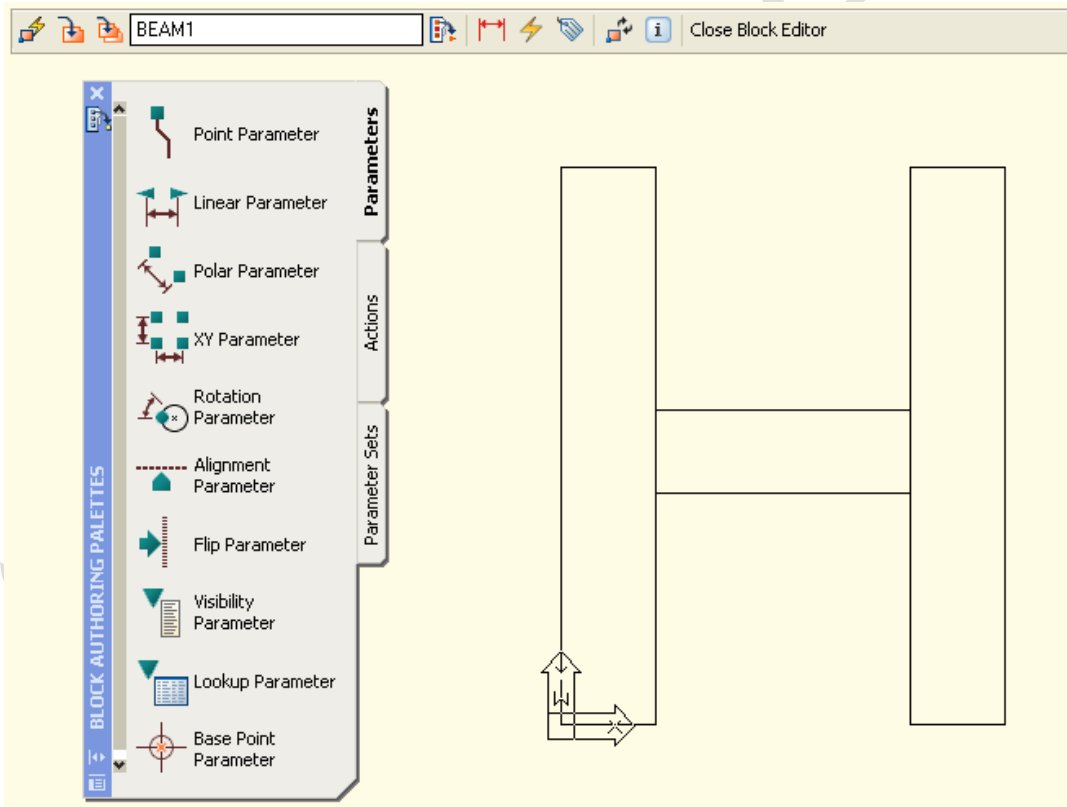 BEAM1
Close Block Editor
Point Parameter
Linear Parameter
Polar Parameter
XY Parameter
Rotation
Parameter
Alignment
Parameter
Flip Parameter
Visibility
Parameter
Lookup Parameter
Base Point
Parameter
Parameters
Actions
Parameter Sets
BLOCK AUTHORING PALETTES
W
X